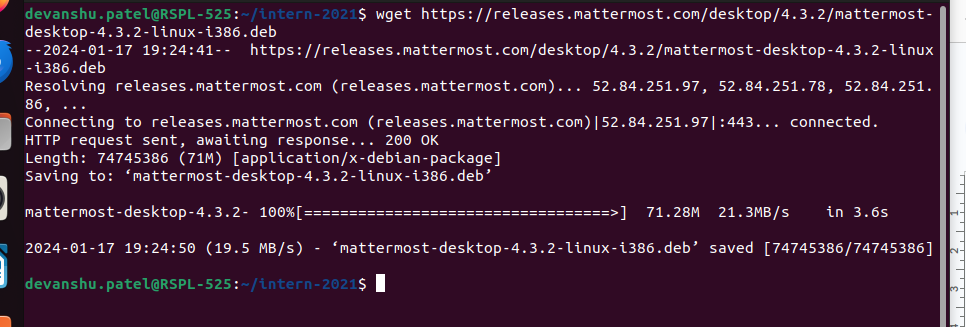 devanshu.patel@RSPL-525:~/intern-2021$ wget https://releases.mattermost.com/desktop/4.3.2/mattermost-
desktop-4.3.2-linux-i386.deb
--2024-01-17 19:24:41--  https://releases.mattermost.com/desktop/4.3.2/mattermost-desktop-4.3.2-linux
-i386.deb
Resolving releases.mattermost.com (releases.mattermost.com)... 52.84.251.97, 52.84.251.78, 52.84.251.
86, ...
Connecting to releases.mattermost.com (releases.mattermost.com)|52.84.251.97|:443... connected.
HTTP request sent, awaiting response... 200 OK
Length: 74745386 (71M) [application/x-debian-package]
Saving to: ‘mattermost-desktop-4.3.2-linux-i386.deb’
mattermost-desktop-4.3.2- 100%[==================================>]  71.28M  21.3MB/s    in 3.6s
2024-01-17 19:24:50 (19.5 MB/s) - ‘mattermost-desktop-4.3.2-linux-i386.deb’ saved [74745386/74745386]
devanshu.patel@RSPL-525:~/intern-2021$
1
2
3